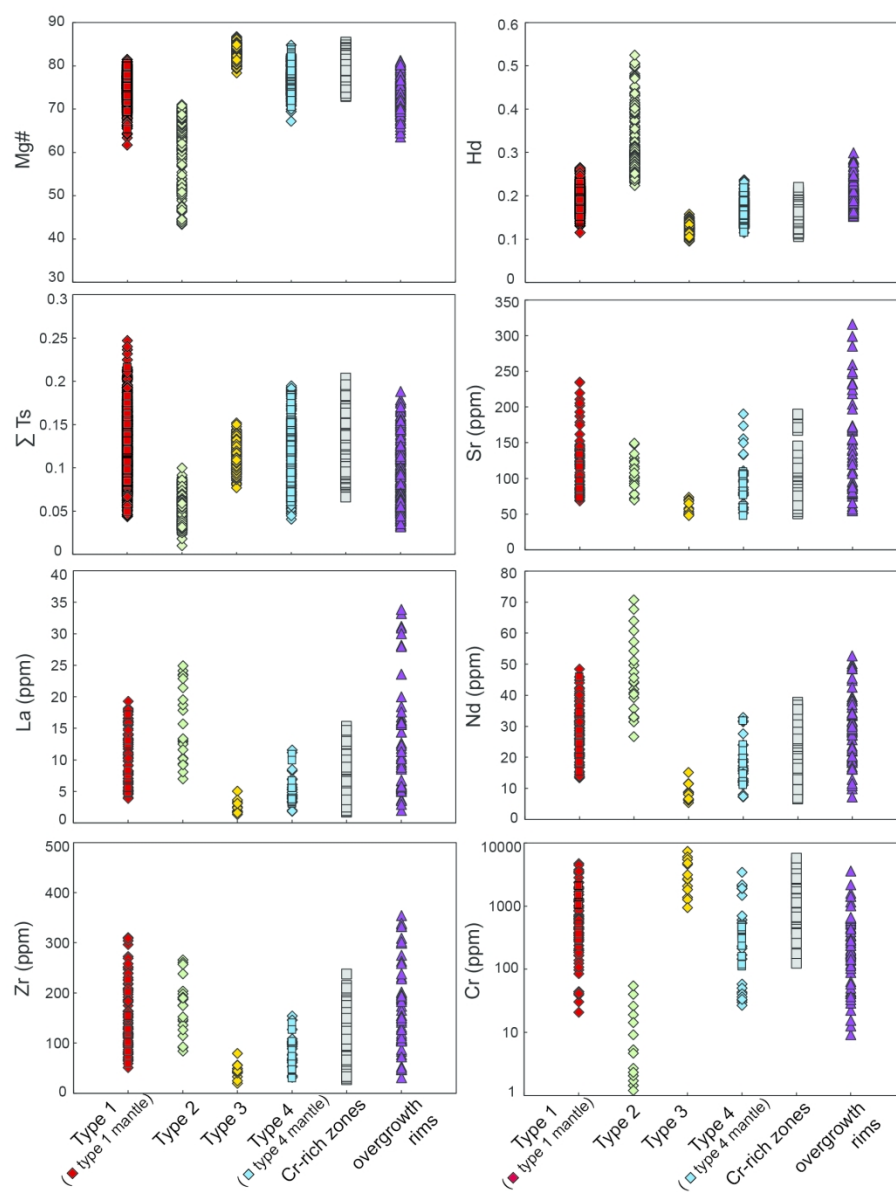 90
80
70
60
50
40
30
Mg#
0.6
0.5
0.4
0.3
0.2
0.1
0
Hd
0.3
0.25
0.2
0.15
0.1
0.05
0
∑ Ts
350
300
250
200
150
100
50
0
Sr (ppm)
40
35
30
25
20
15
10
5
0
La (ppm)
80
70
60
50
40
30
20
10
0
Nd (ppm)
500
400
300
200
100
0
Zr (ppm)
10000
1000
100
10
1
Cr (ppm)
Type 1
( type 1 mantle)
Type 2
Type 3
Type 4
( type 4 mantle)
Cr-rich zones
overgrowth
rims
Type 1
( type 1 mantle)
Type 2
Type 3
Type 4
( type 4 mantle)
Cr-rich zones
overgrowth
rims